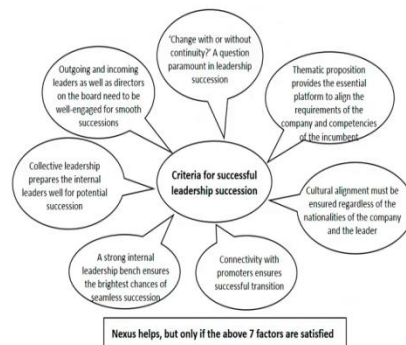 'Change with or without
continuity?' A question
paramount in leadership
succession
Outgoing and incoming
leaders as well as directors
on the board need to be
well-engaged for smooth
successions
Thematic proposition
provides the essential
platform to align the
requirements of the
company and competencies
of the incumbent
Collective leadership
prepares the internal
leaders well for potential
succession
Criteria for successful
leadership succession
Cultural alignment must be
ensured regardless of the
nationalities of the company
and the leader
A strong internal
leadership bench ensures
the brightest chances of
seamless succession
Connectivity with
promoters ensures
successful transition
Nexus helps, but only if the above 7 factors are satisfied